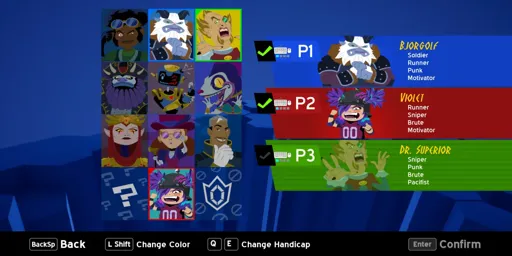 P1
BJORGOLF
Soldier
Runner
Punk
Motivator
P2
VIOLET
Runner
Sniper
Brute
Motivator
00
P3
DR. SUPERIOR
Sniper
Punk
Brute
Pacifist
?
00
BackSp Back
L Shift Change Color
Q E Change Handicap
Enter Confirm